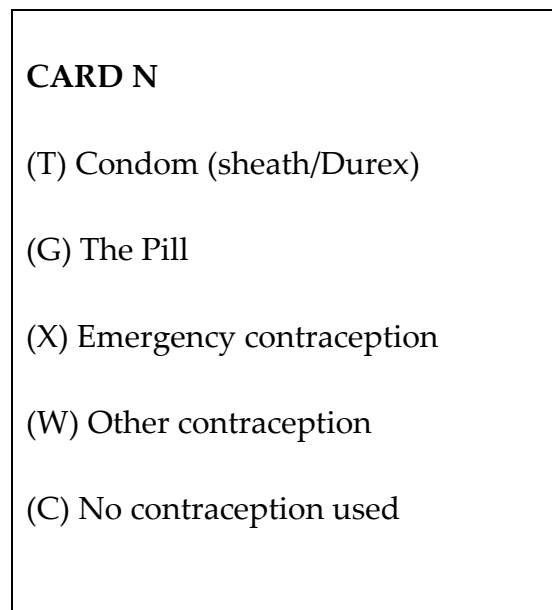 CARD N
(T) Condom (sheath/Durex)
(G) The Pill
(X) Emergency contraception
(W) Other contraception
(C) No contraception used